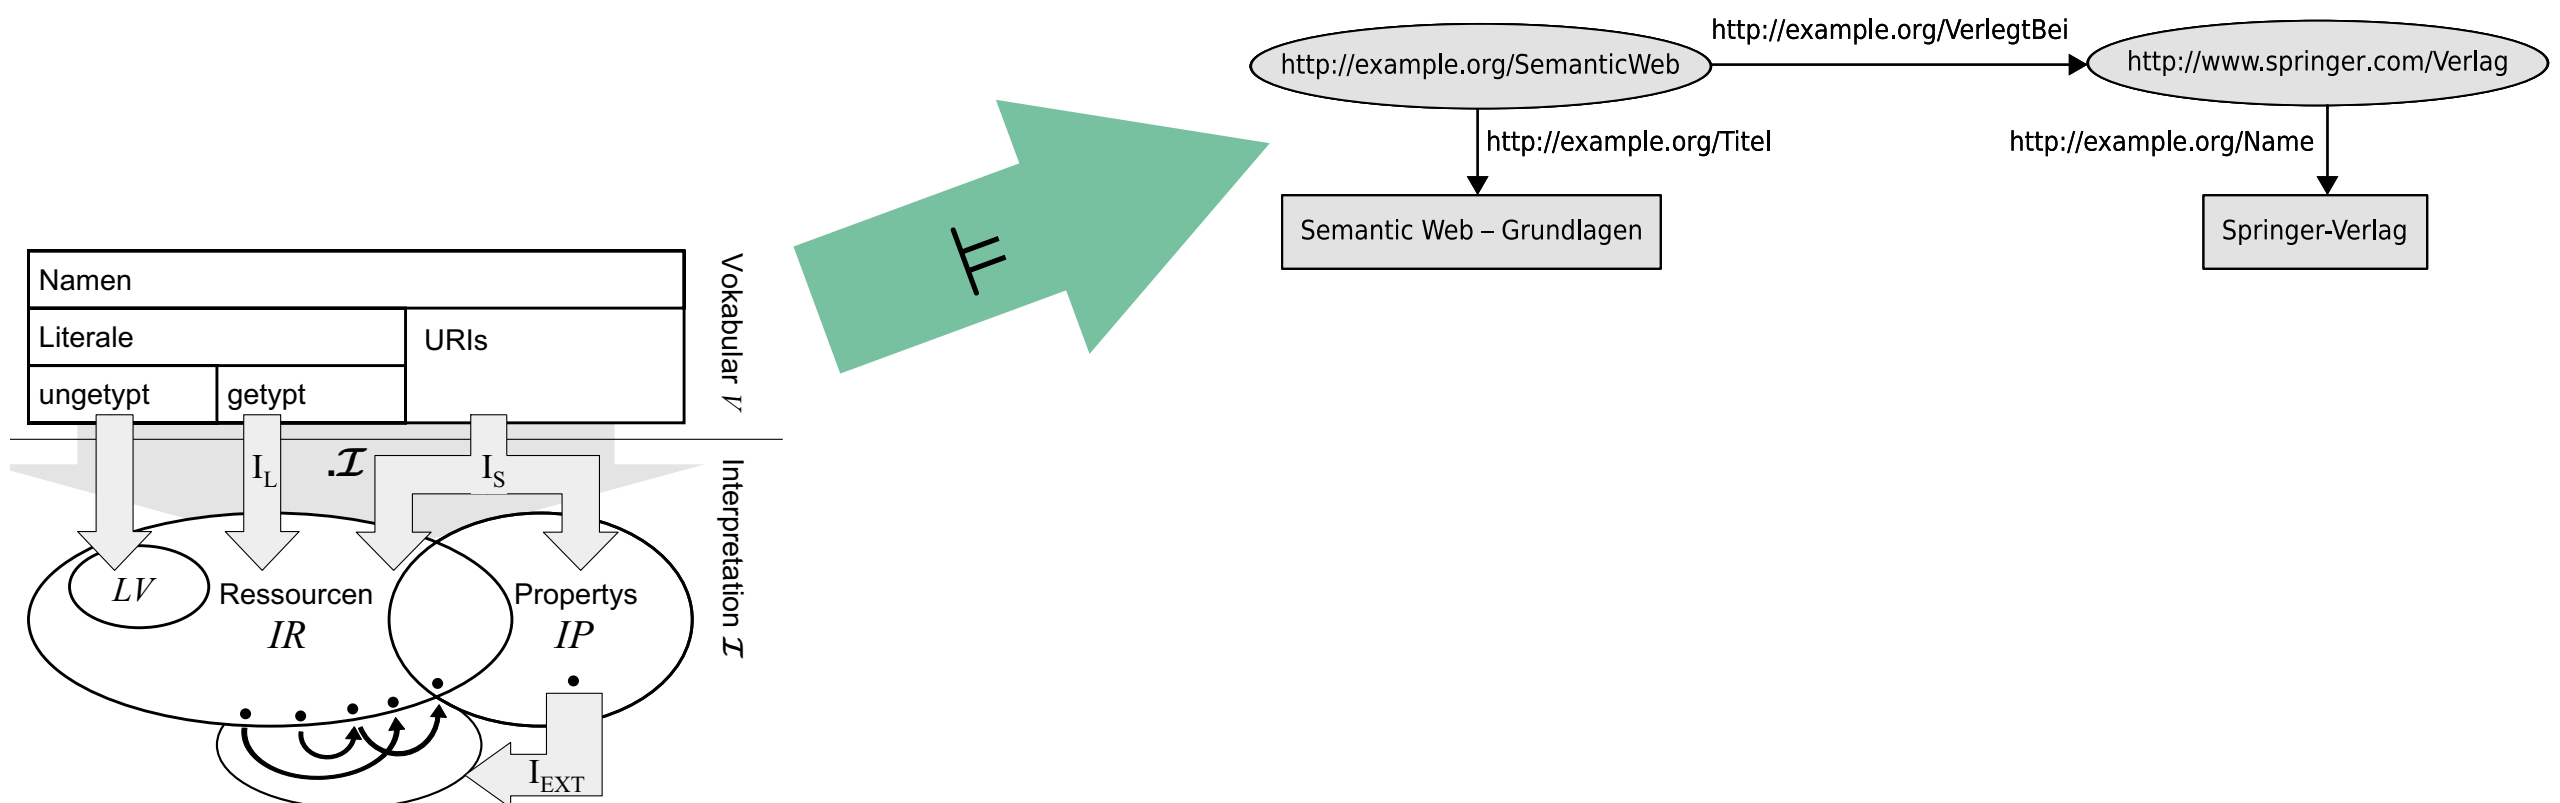 Namen
Literale
URIs
ungetypt
getypt
Vokabular V
I_L
.I
I_S
Interpretation I
LV
Ressourcen
IR
Propertys
IP
I_EXT
⊨
http://example.org/SemanticWeb
http://example.org/VerlegtBei
http://www.springer.com/Verlag
http://example.org/Titel
http://example.org/Name
Semantic Web – Grundlagen
Springer-Verlag